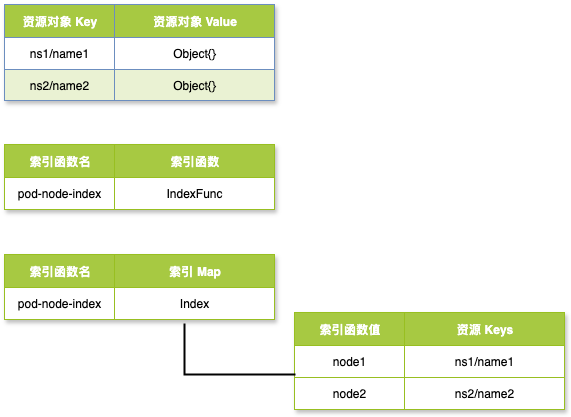 资源对象 Key 资源对象 Value
ns1/name1 Object{}
ns2/name2 Object{}
索引函数名 索引函数
pod-node-index IndexFunc
索引函数名 索引 Map
pod-node-index Index
索引函数值 资源 Keys
node1 ns1/name1
node2 ns2/name2